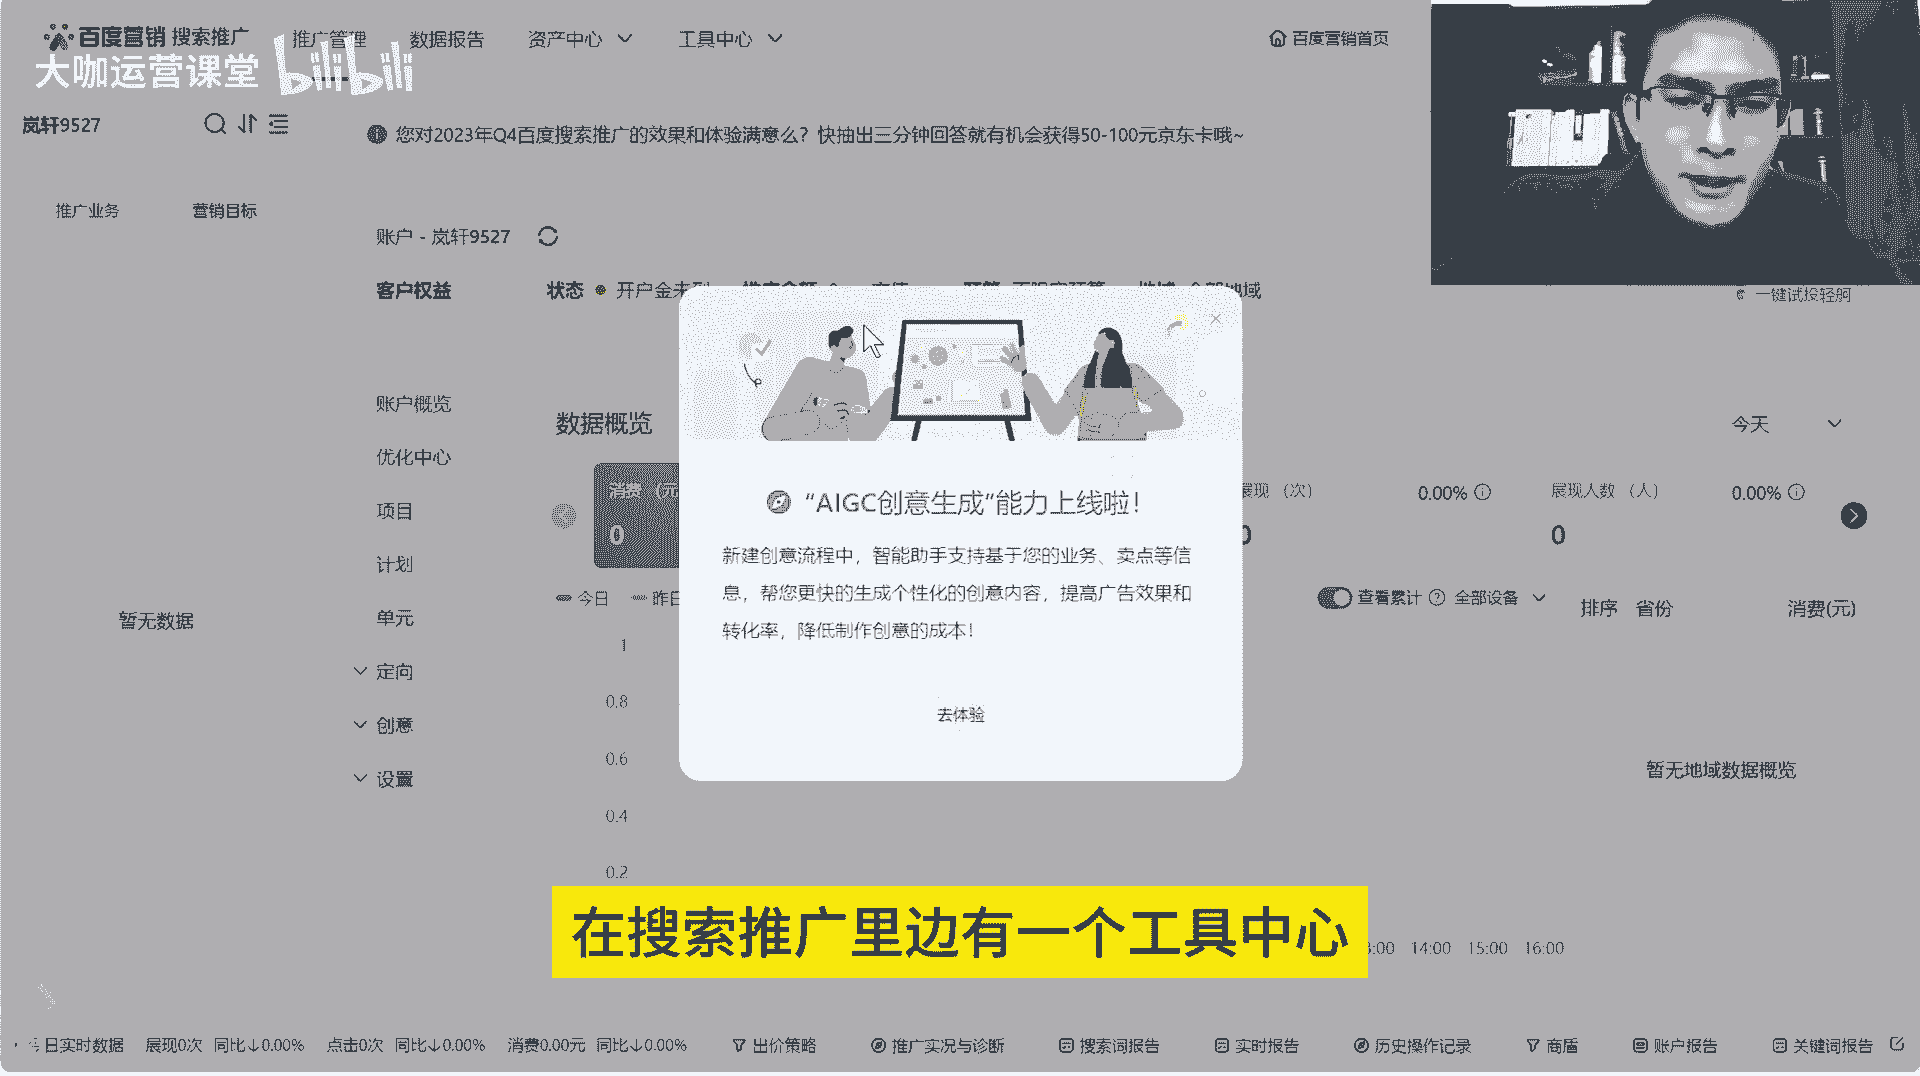 百度营销 搜索推广
推广管理
数据报告
资产中心
工具中心
百度营销首页
大咖运营课堂
bilibili
岚轩9527
您对2023年Q4百度搜索推广的效果和体验满意么？快抽出三分钟回答就有机会获得50-100元京东卡哦~
推广业务
营销目标
账户 - 岚轩9527
客户权益
状态
开户金未到
一键试投轻舸
账户概览
数据概览
今天
优化中心
消费（元
展现（次）
0.00%
展现人数（人）
0.00%
0
0
0
“AIGC创意生成”能力上线啦！
新建创意流程中，智能助手支持基于您的业务、卖点等信
息，帮您更快的生成个性化的创意内容，提高广告效果和
转化率，降低制作创意的成本！
去体验
项目
计划
单元
定向
创意
设置
暂无数据
今日
昨日
查看累计
全部设备
排序
省份
消费(元)
1
0.8
0.6
0.4
0.2
暂无地域数据概览
在搜索推广里边有一个工具中心
14:00
15:00
16:00
日实时数据
展现0次 同比↓0.00%
点击0次 同比↓0.00%
消费0.00元 同比↓0.00%
出价策略
推广实况与诊断
搜索词报告
实时报告
历史操作记录
商盾
账户报告
关键词报告